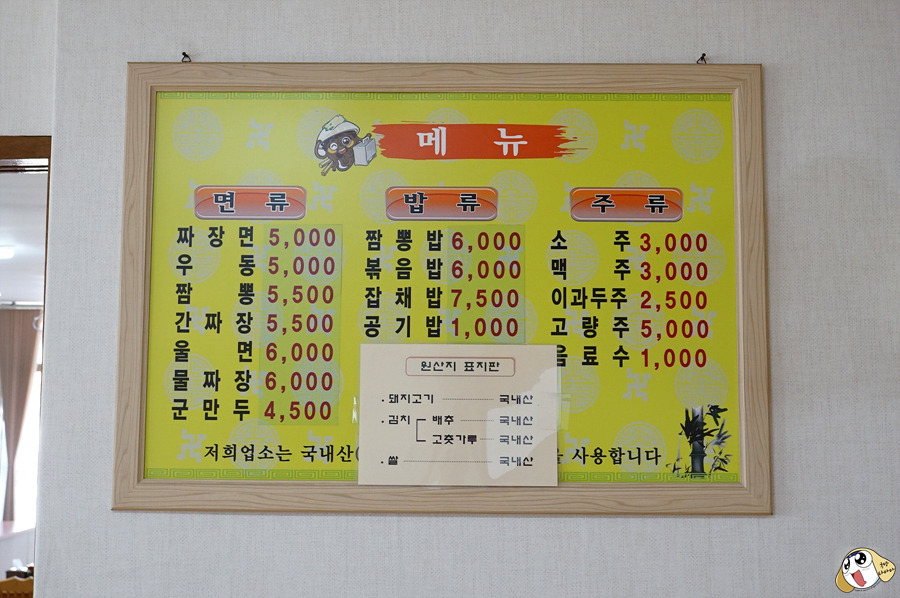 메뉴
면류
짜장면 5,000
우동 5,000
짬뽕 5,500
간짜장 5,500
울면 6,000
물짜장 6,000
군만두 4,500
밥류
짬뽕밥 6,000
볶음밥 6,000
잡채밥 7,500
공기밥 1,000
주류
소주 3,000
맥주 3,000
이과두주 2,500
고량주 5,000
음료수 1,000
원산지 표지판
. 돼지고기 국내산
. 김치 배추 국내산
고춧가루 국내산
. 쌀 국내산
저희업소는 국내산( 사용합니다